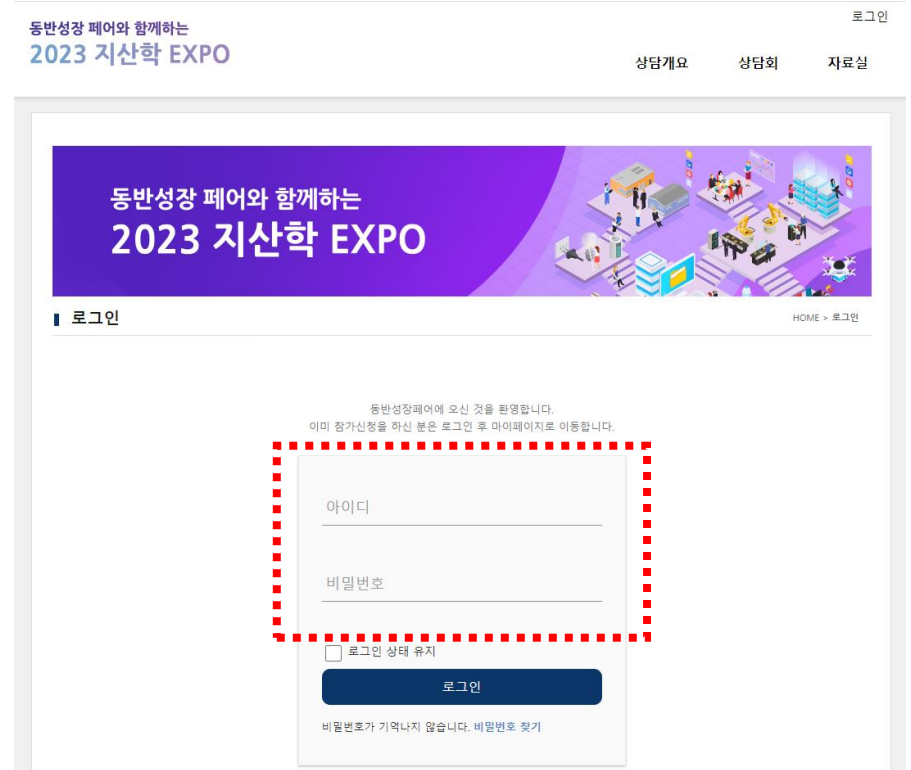 로그인
동반성장 페어와 함께하는
2023 지산학 EXPO
상담개요 상담회 자료실
동반성장 페어와 함께하는
2023 지산학 EXPO
로그인
HOME > 로그인
동반성장페어에 오신 것을 환영합니다.
이미 참가신청을 하신 분은 로그인 후 마이페이지로 이동합니다.
아이디
비밀번호
로그인 상태 유지
로그인
비밀번호가 기억나지 않습니다. 비밀번호 찾기